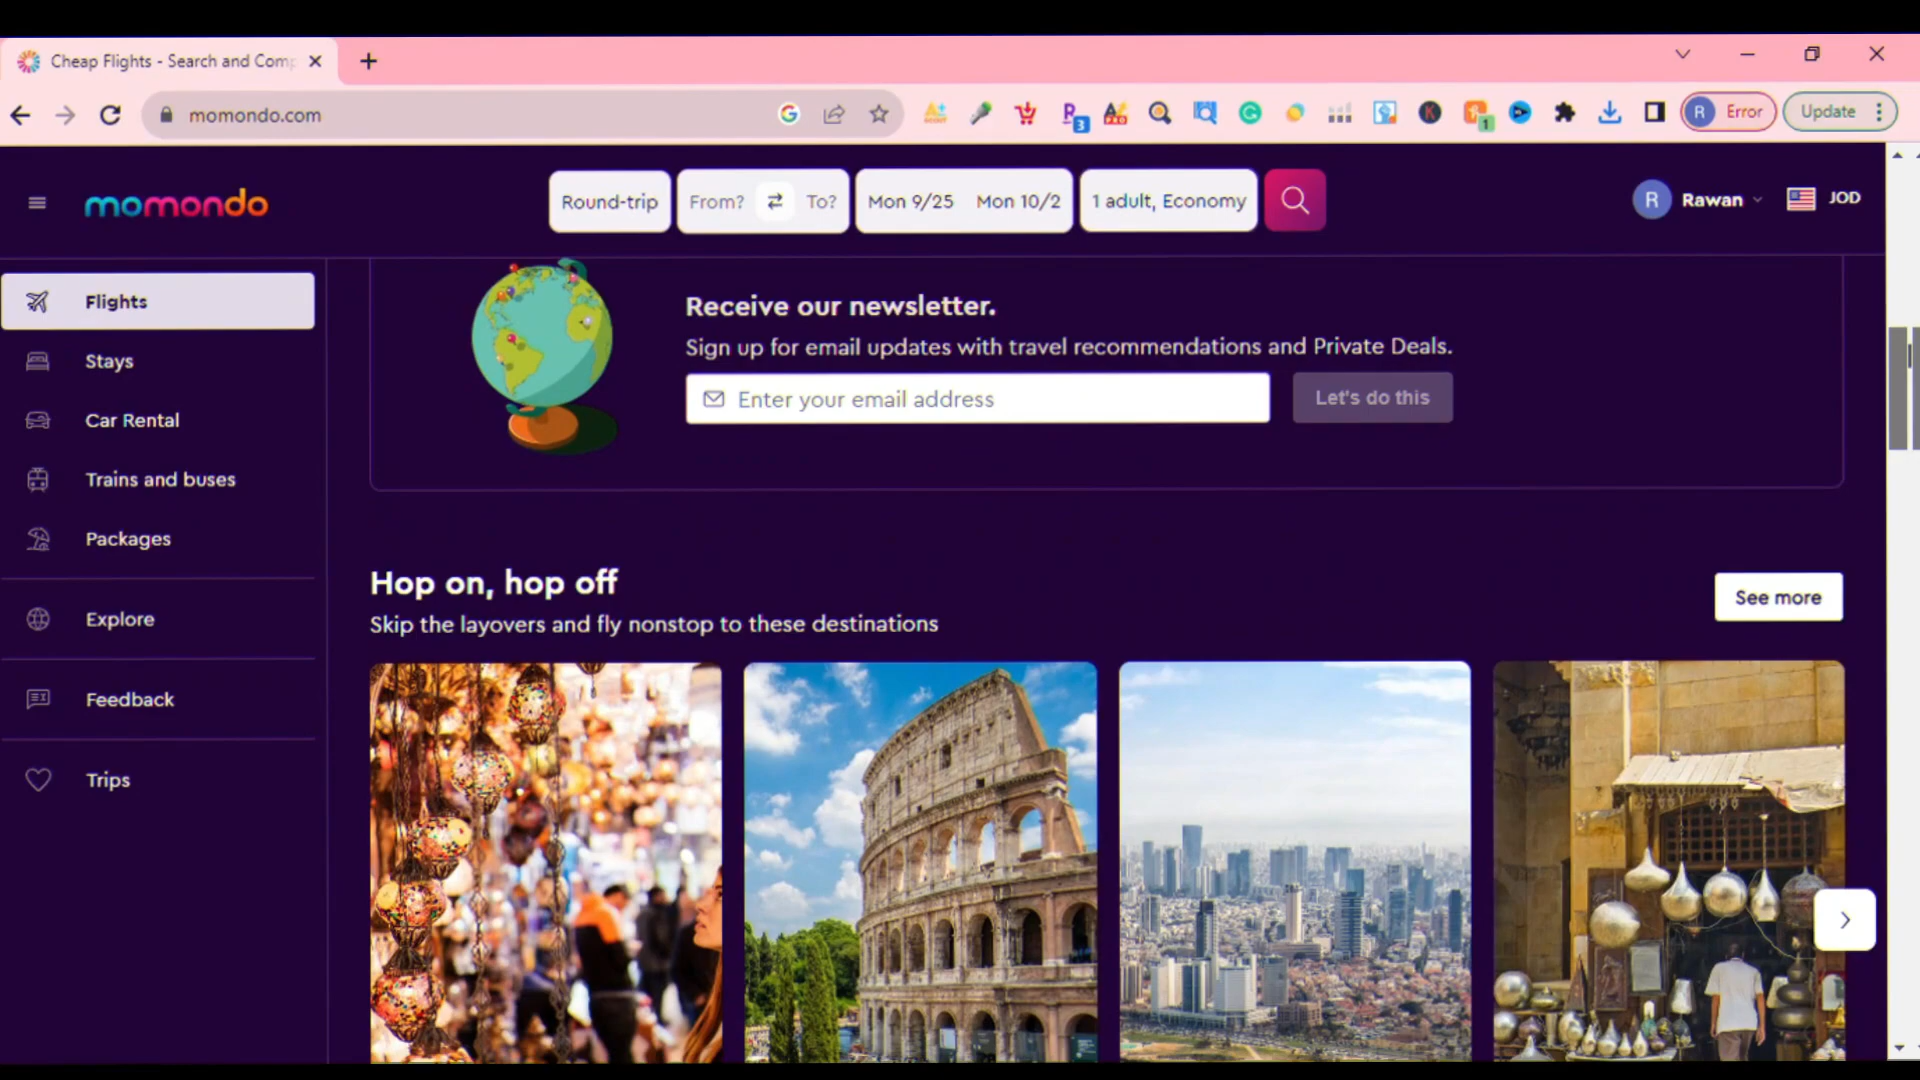 Cheap Flights - Search and Comp
momondo.com
3
1
R Error
Update
momondo
Round-trip
From? To?
Mon 9/25 Mon 10/2
1 adult, Economy
R Rawan
JOD
Flights
Stays
Car Rental
Trains and buses
Packages
Explore
Feedback
Trips
Receive our newsletter.
Sign up for email updates with travel recommendations and Private Deals.
Enter your email address
Let's do this
Hop on, hop off
Skip the layovers and fly nonstop to these destinations
See more